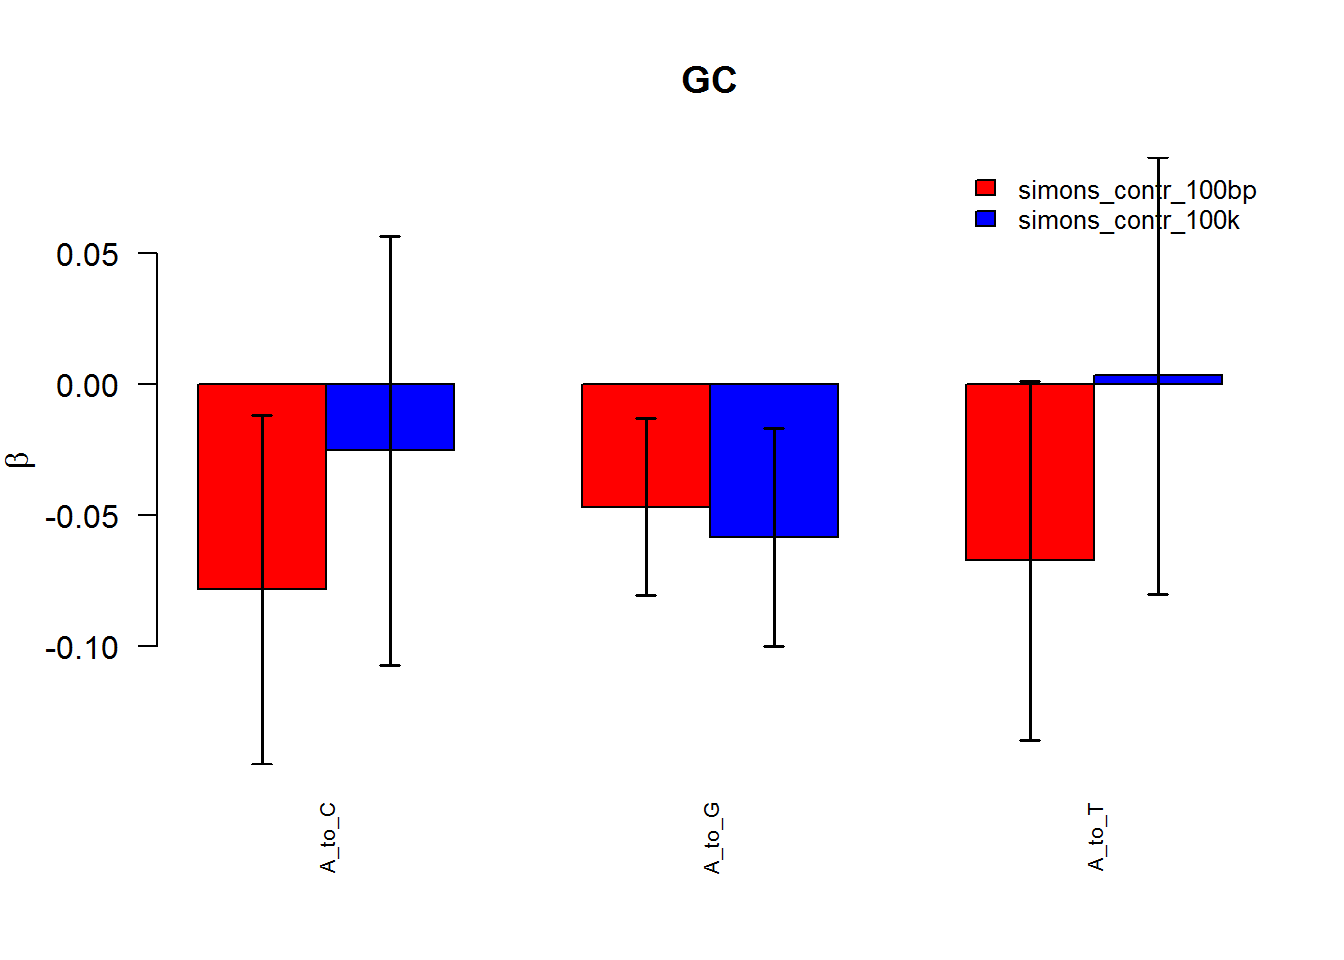 GC
simons_contr_100bp
simons_contr_100k
0.05
0.00
-0.05
-0.10
β
A_to_C
A_to_G
A_to_T